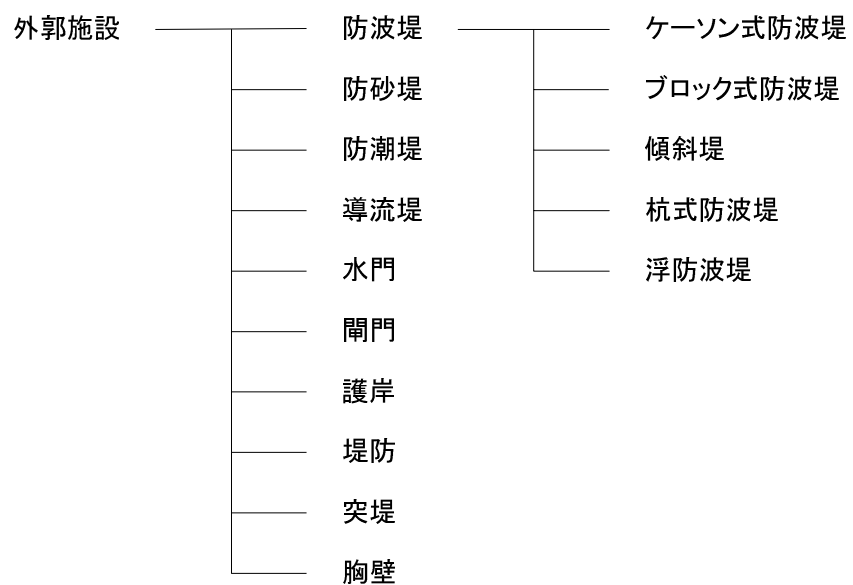 外郭施設
防波堤
ケーソン式防波堤
防砂堤
ブロック式防波堤
防潮堤
傾斜堤
導流堤
杭式防波堤
水門
浮防波堤
閘門
護岸
堤防
突堤
胸壁